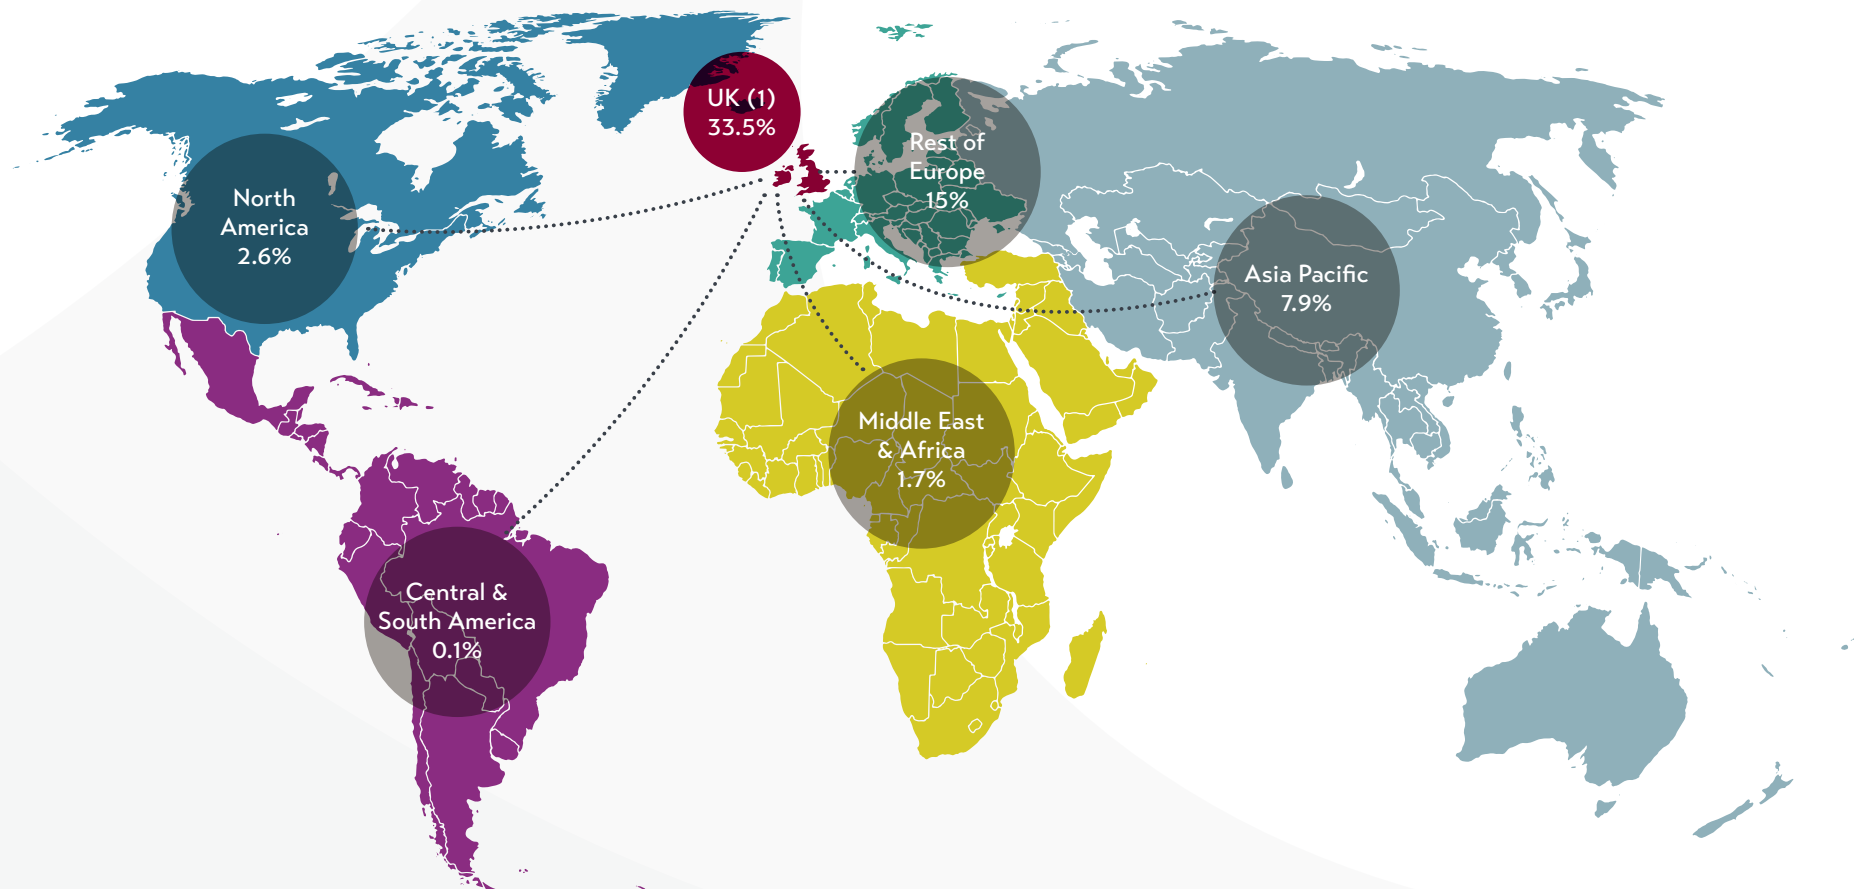 UK (1)
33.5%
Rest of
Europe
15%
North
America
2.6%
Asia Pacific
7.9%
Middle East
& Africa
1.7%
Central &
South America
0.1%